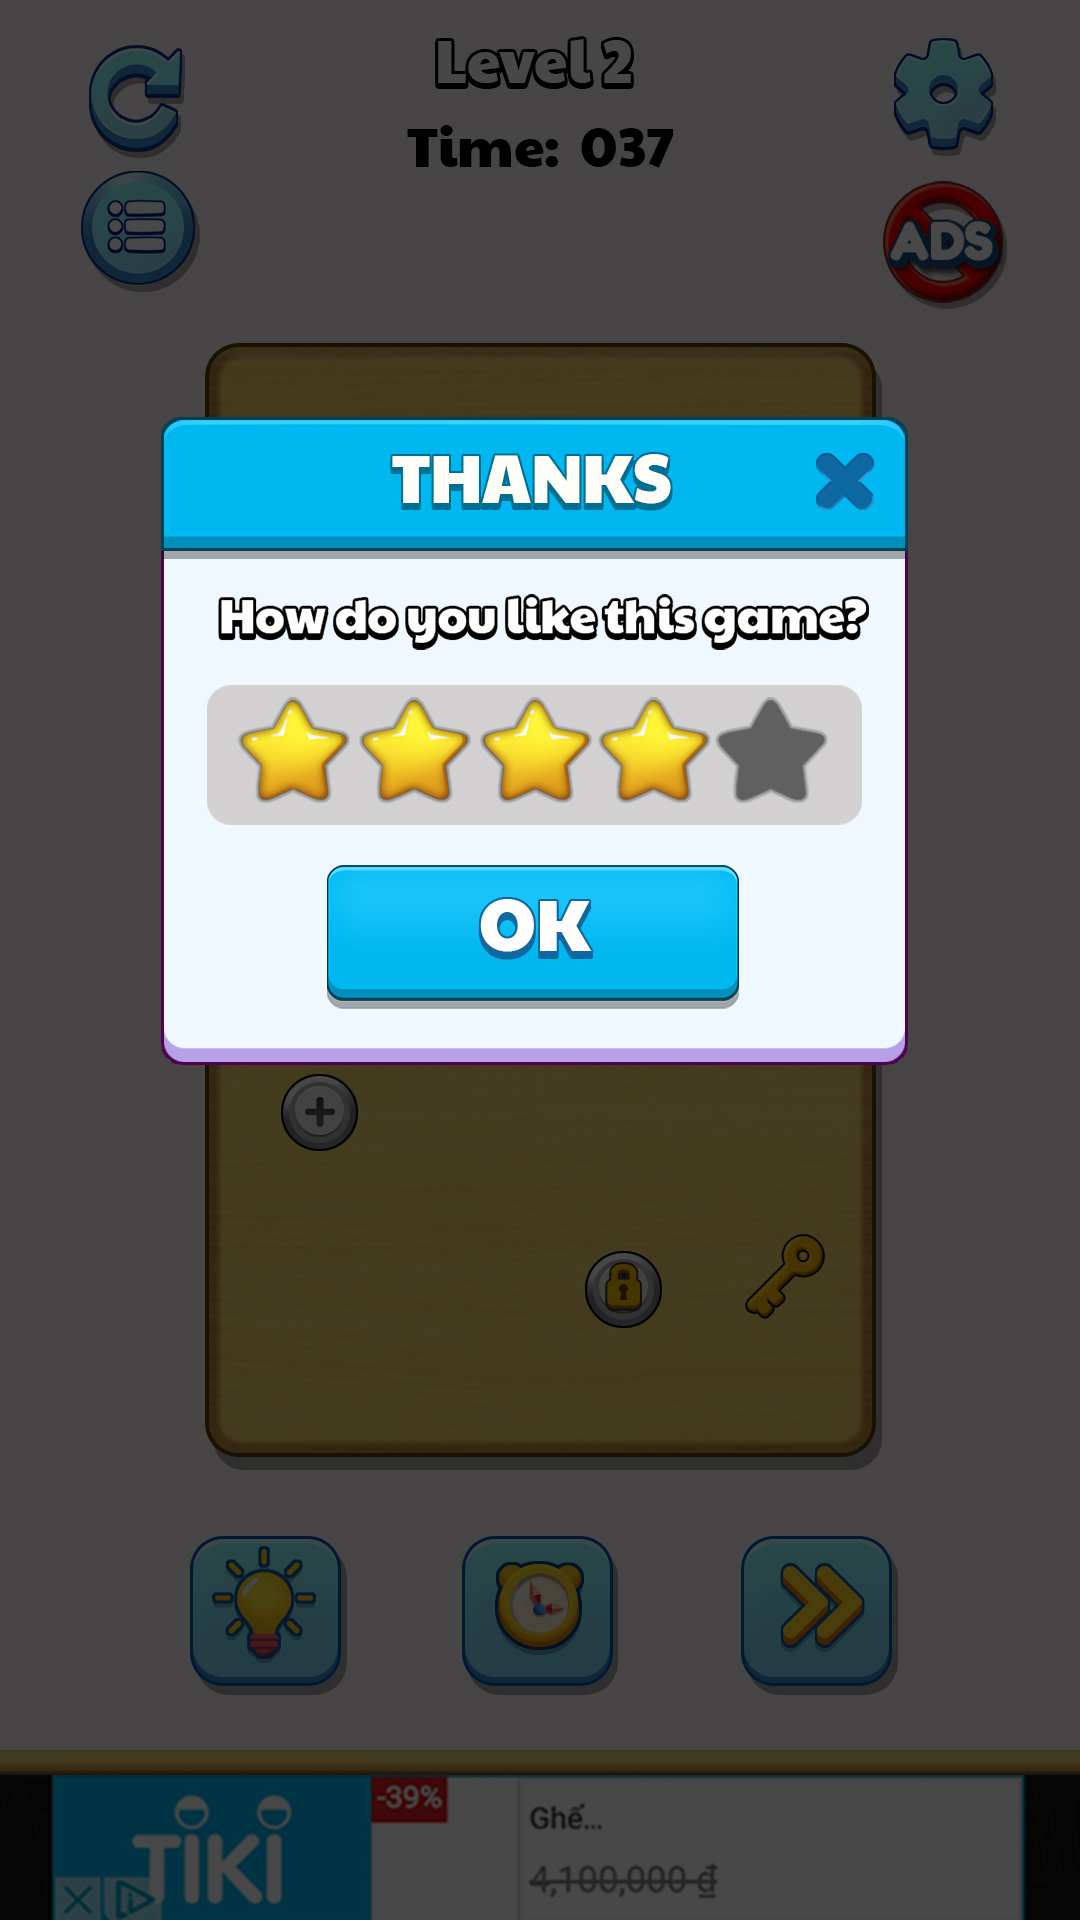 Level 2
Time: 037
ADS
THANKS
How do you like this game?
OK
-39%
TIKI
Ghế...
4,100,000 ₫